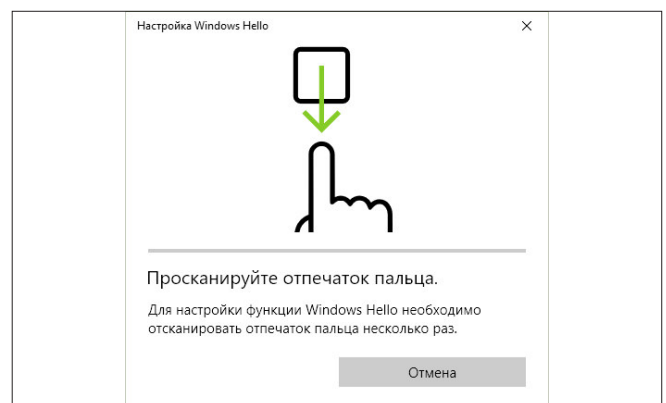 Настройка Windows Hello
Просканируйте отпечаток пальца.
Для настройки функции Windows Hello необходимо
отсканировать отпечаток пальца несколько раз.
Отмена